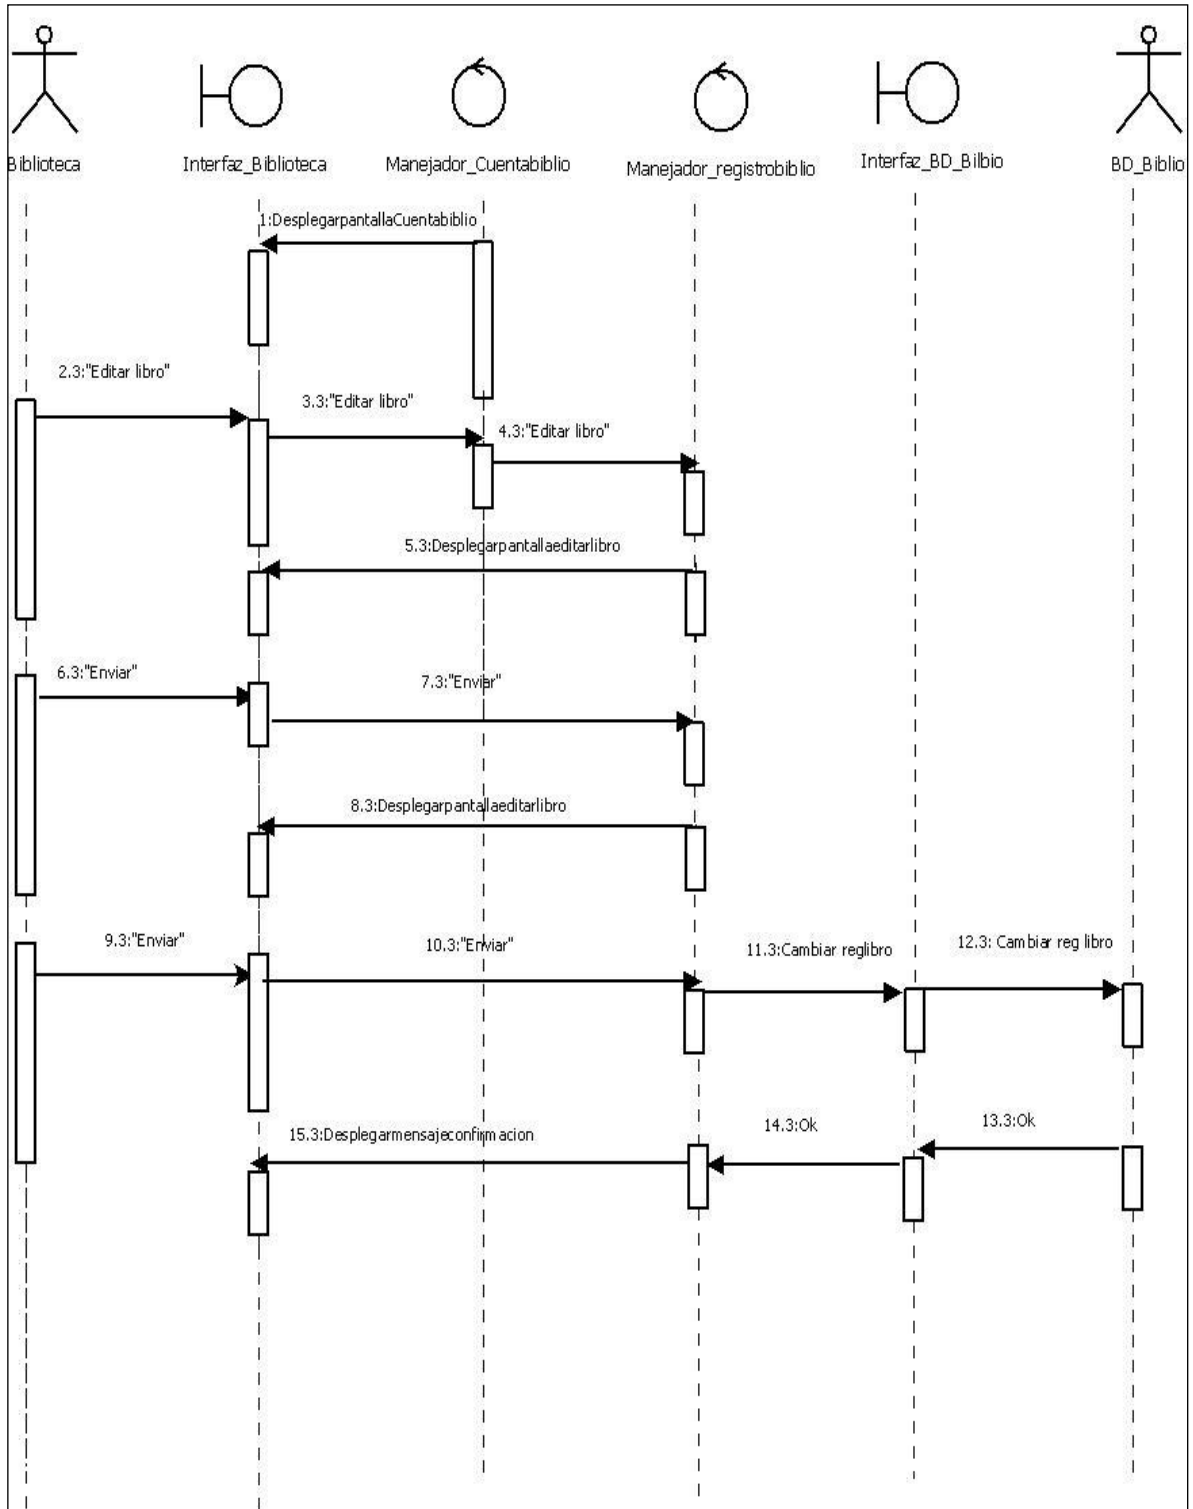 Biblioteca
Interfaz_Biblioteca
Manejador_Cuentabiblio
Manejador_registrobiblio
Interfaz_BD_Bilbio
BD_Biblio
1:DesplegarpantallaCuentabiblio
2.3:"Editar libro"
3.3:"Editar libro"
4.3:"Editar libro"
5.3:Desplegarpantallaeditarlibro
6.3:"Enviar"
7.3:"Enviar"
8.3:Desplegarpantallaeditarlibro
9.3:"Enviar"
10.3:"Enviar"
11.3:Cambiar reglibro
12.3: Cambiar reg libro
13.3:Ok
14.3:Ok
15.3:Desplegarmensajeconfirmacion